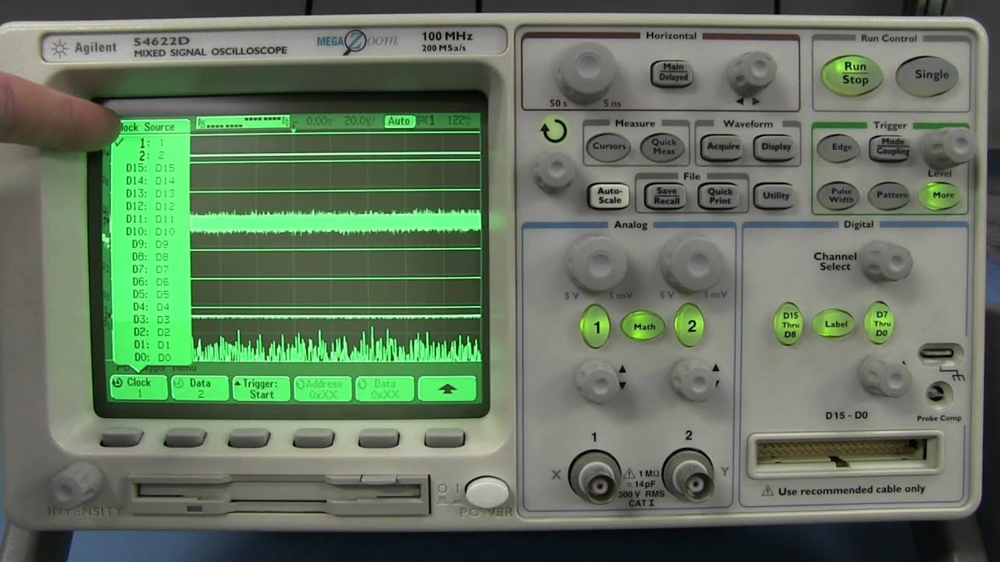 Agilent 54622D MIXED SIGNAL OSCILLOSCOPE
MEGA Zoom
100 MHz
200 MSa/s
lock Source
0.00s 20.0 Auto 1 122
1: 1
2: 2
D15: D15
D14: D14
D13: D13
D12: D12
D11: D11
D10: D10
D9: D9
D8: D8
D7: D7
D6: D6
D5: D5
D4: D4
D3: D3
D2: D2
D1: D1
D0: D0
Menu
Clock 1
Data 2
Trigger: Start
Address 0xXX
Data 0xXX
INTENSITY
POWER
Horizontal
50 s 5 ns
Main
Delayed
Run Control
Run
Stop
Single
Measure
Cursors
Quick
Meas
Waveform
Acquire
Display
Auto-
Scale
File
Save
Recall
Quick
Print
Utility
Trigger
Edge
Mode
Coupling
Level
Pulse
Width
Pattern
More
Analog
5 V 1 mV
5 V 1 mV
1
Math
2
1
2
X
Y
1 MΩ
≈ 14 pF
300 V RMS
CAT I
Digital
Channel
Select
D15
Thru
D8
Label
D7
Thru
D0
D15 - D0
Probe Comp
Use recommended cable only